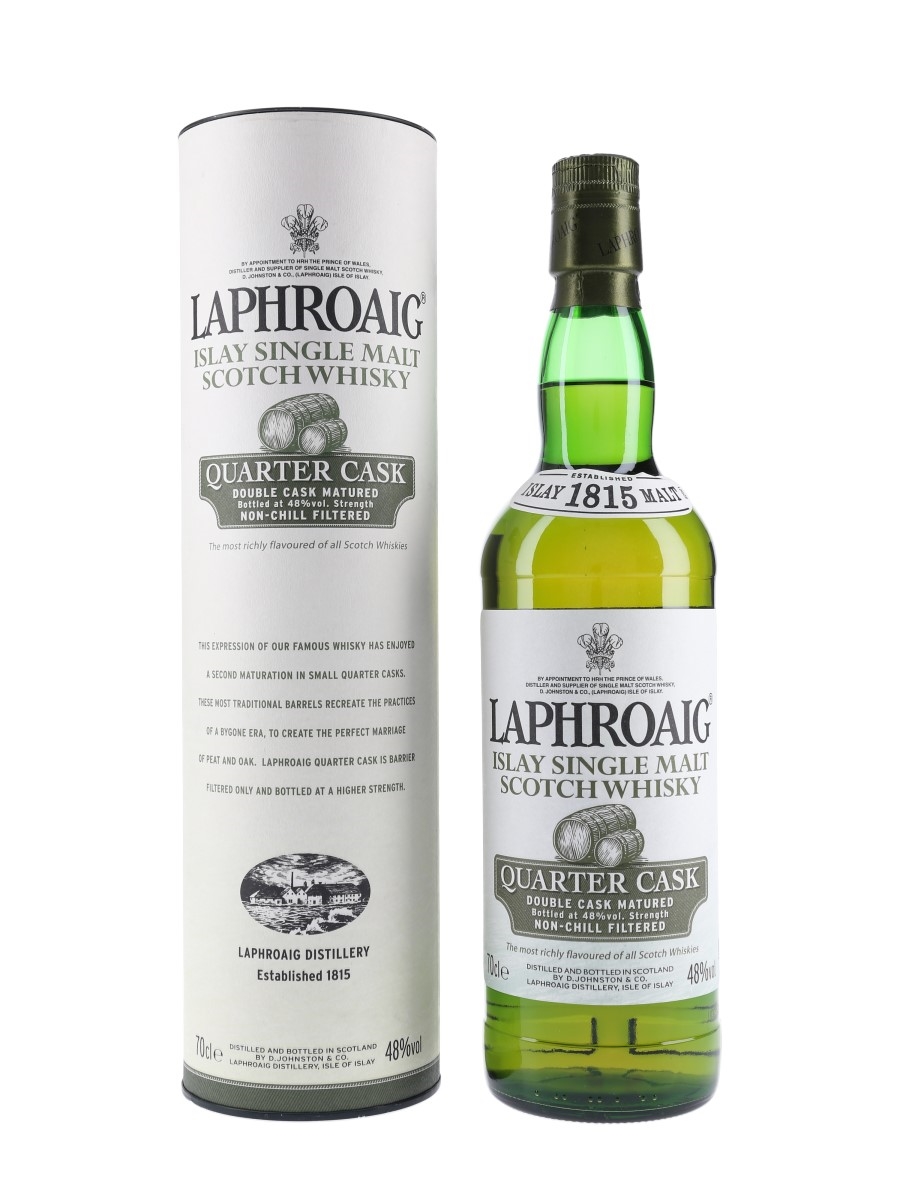 BY APPOINTMENT TO HRH THE PRINCE OF WALES,
DISTILLER AND SUPPLIER OF SINGLE MALT SCOTCH WHISKY,
D. JOHNSTON & CO., (LAPHROAIG) ISLE OF ISLAY.
LAPHROAIG®
ISLAY SINGLE MALT
SCOTCH WHISKY
QUARTER CASK
DOUBLE CASK MATURED
Bottled at 48%vol. Strength
NON-CHILL FILTERED
The most richly flavoured of all Scotch Whiskies
THIS EXPRESSION OF OUR FAMOUS WHISKY HAS ENJOYED
A SECOND MATURATION IN SMALL QUARTER CASKS.
THESE MOST TRADITIONAL BARRELS RECREATE THE PRACTICES
OF A BYGONE ERA, TO CREATE THE PERFECT MARRIAGE
OF PEAT AND OAK. LAPHROAIG QUARTER CASK IS BARRIER
FILTERED ONLY AND BOTTLED AT A HIGHER STRENGTH.
LAPHROAIG DISTILLERY
Established 1815
70cl e
DISTILLED AND BOTTLED IN SCOTLAND
BY D.JOHNSTON & CO.
LAPHROAIG DISTILLERY, ISLE OF ISLAY
48%vol
ESTABLISHED
ISLAY 1815 MALT
BY APPOINTMENT TO HRH THE PRINCE OF WALES,
DISTILLER AND SUPPLIER OF SINGLE MALT SCOTCH WHISKY,
D. JOHNSTON & CO., (LAPHROAIG) ISLE OF ISLAY.
LAPHROAIG®
ISLAY SINGLE MALT
SCOTCH WHISKY
QUARTER CASK
DOUBLE CASK MATURED
Bottled at 48%vol. Strength
NON-CHILL FILTERED
The most richly flavoured of all Scotch Whiskies
70cl e
DISTILLED AND BOTTLED IN SCOTLAND
BY D.JOHNSTON & CO.
LAPHROAIG DISTILLERY, ISLE OF ISLAY
48%vol